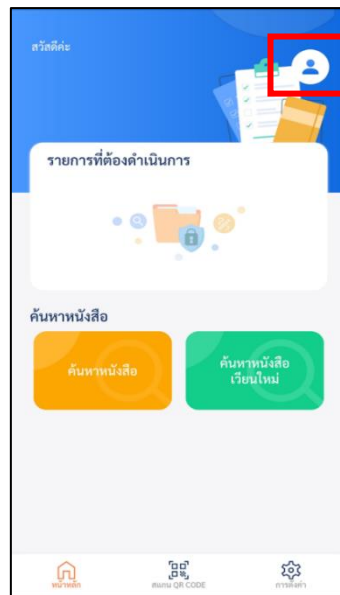 สวัสดีค่ะ
รายการที่ต้องดำเนินการ
ค้นหาหนังสือ
ค้นหาหนังสือ
ค้นหาหนังสือ
เวียนใหม่
หน้าหลัก
สแกน QR CODE
การตั้งค่า